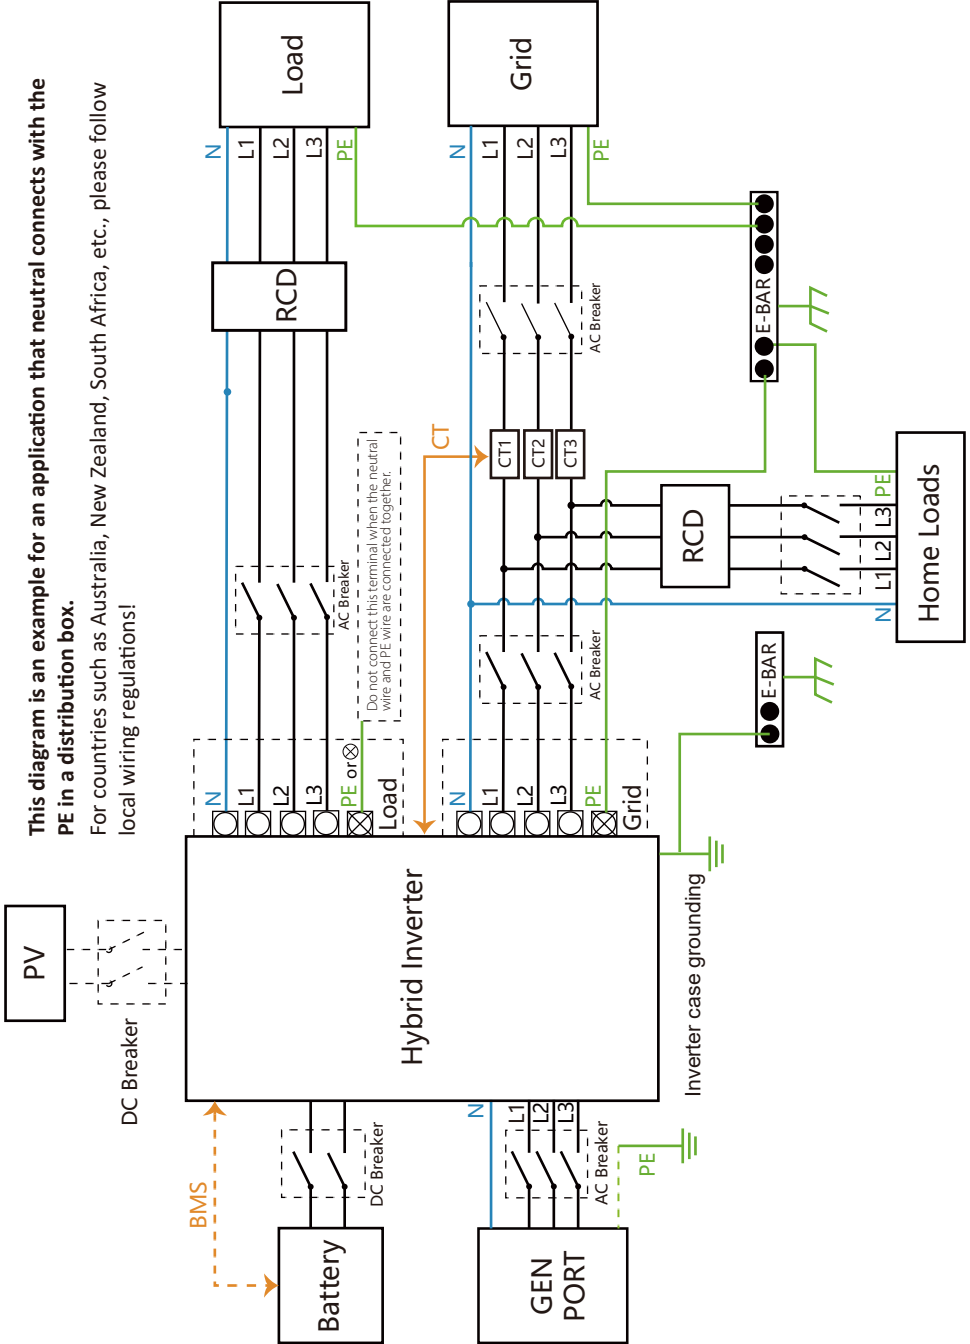 This diagram is an example for an application that neutral connects with the
PE in a distribution box.
For countries such as Australia, New Zealand, South Africa, etc., please follow
local wiring regulations!
PV
DC Breaker
BMS
Battery
DC Breaker
GEN
PORT
N
L1
L2
L3
AC Breaker
PE
Hybrid Inverter
Inverter case grounding
N
L1
L2
L3
PE or
Load
N
L1
L2
L3
PE
Grid
AC Breaker
Do not connect this terminal when the neutral
wire and PE wire are connected together.
RCD
N
L1
L2
L3
PE
Load
CT
AC Breaker
CT1
CT2
CT3
AC Breaker
N
L1
L2
L3
PE
Grid
RCD
N
L1
L2
L3
PE
Home Loads
E-BAR
E-BAR